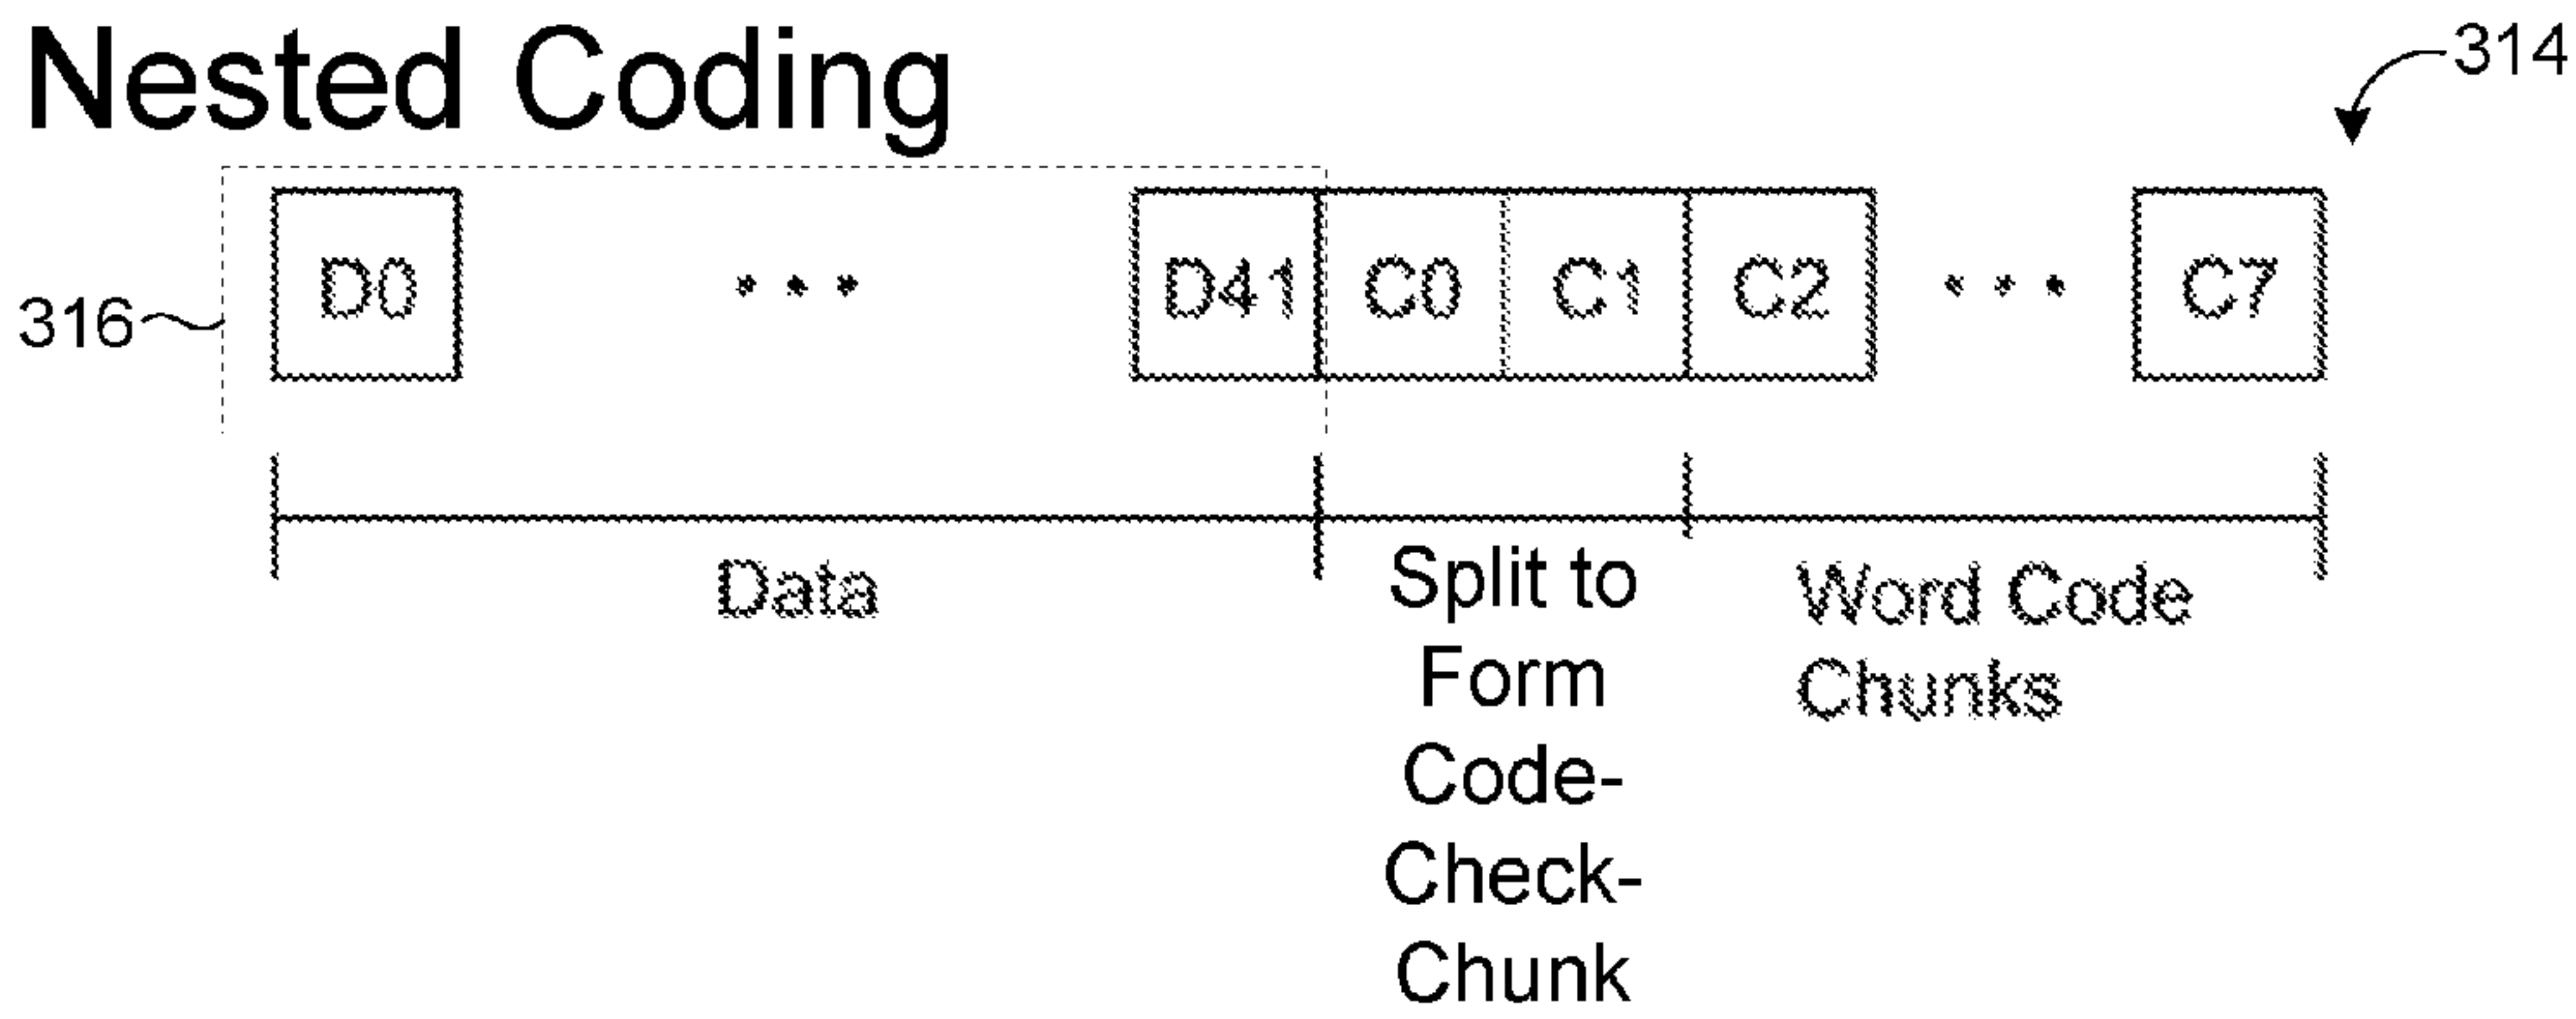 Nested Coding
314
D0 ... D41 C0 C1 C2 ... C7
316
Data
Split to
Form
Code-
Check-
Chunk
Word Code
Chunks